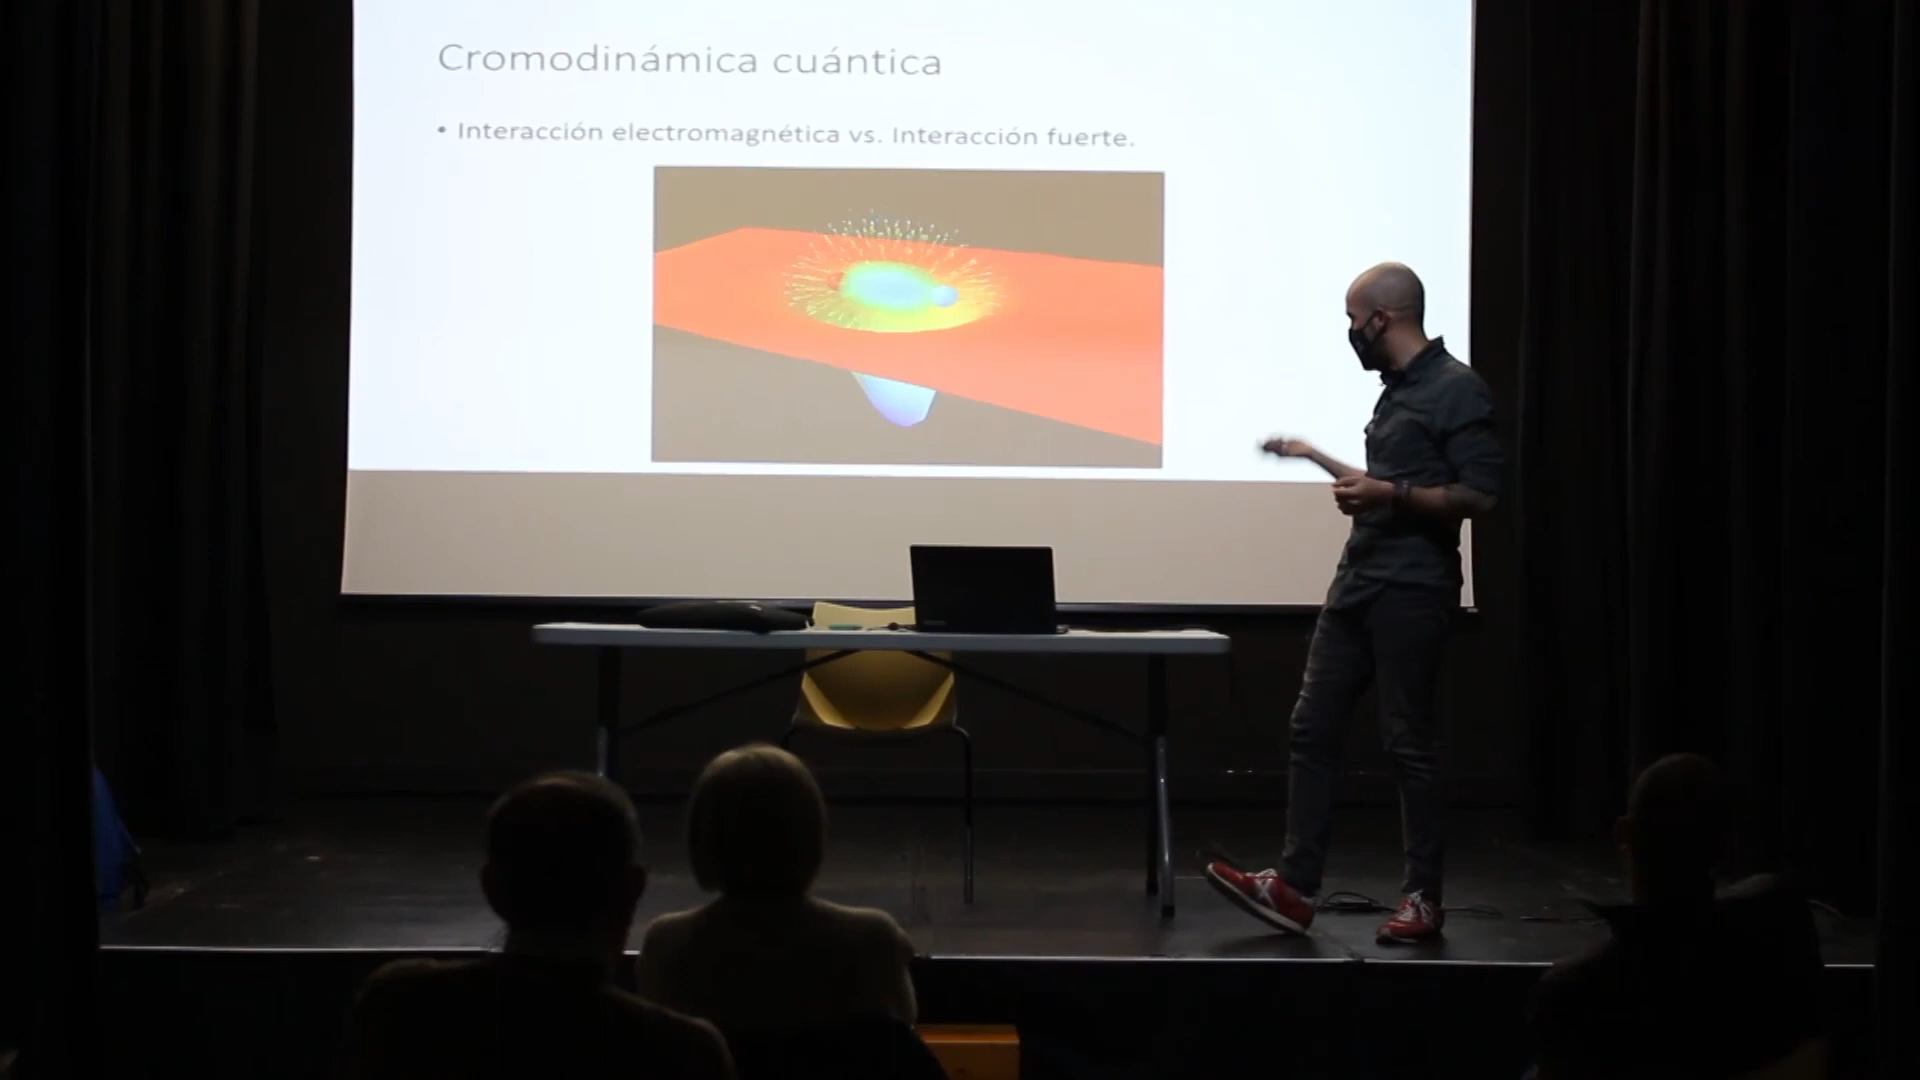 Cromodinámica cuántica
• Interacción electromagnética vs. Interacción fuerte.